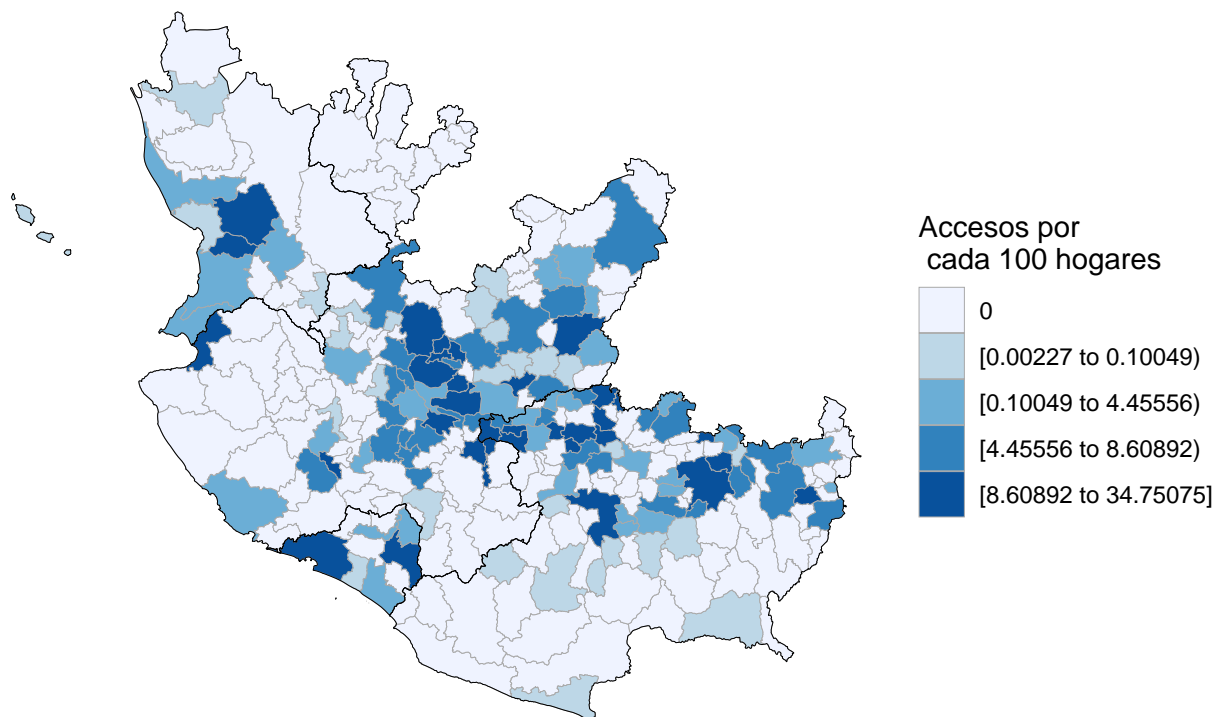 Accesos por
cada 100 hogares
0
[0.00227 to 0.10049)
[0.10049 to 4.45556)
[4.45556 to 8.60892)
[8.60892 to 34.75075]